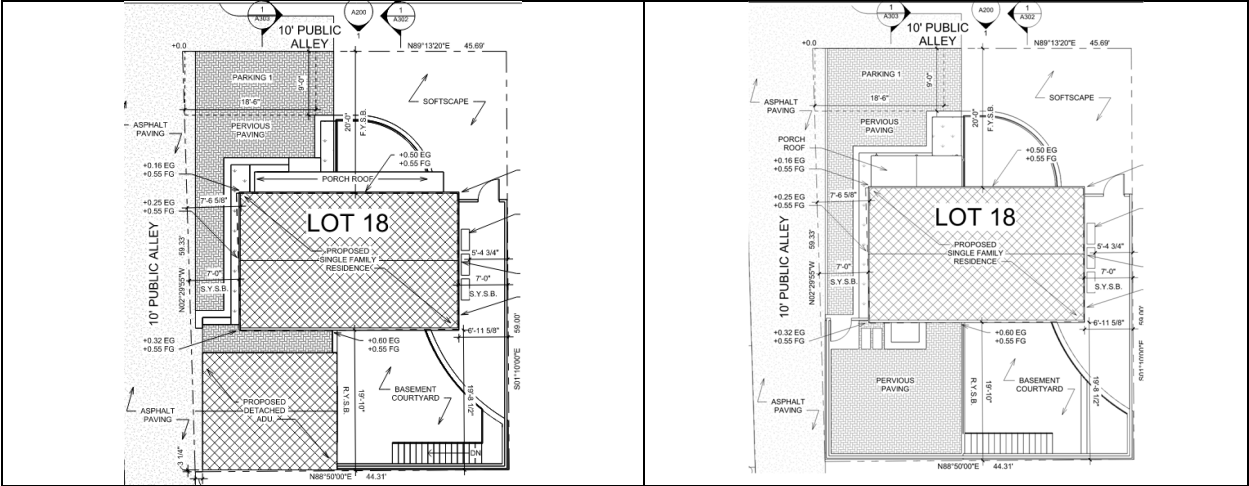 1
A303
A200
1
1
A302
10' PUBLIC
ALLEY
N89°13'20"E 45.69'
+0.0
PARKING 1
9'-0"
18'-6"
SOFTSCAPE
20'-0"
F.Y.S.B.
ASPHALT
PAVING
PERVIOUS
PAVING
+0.50 EG
+0.55 FG
+0.16 EG
+0.55 FG
PORCH ROOF
7'-6 5/8"
+0.25 EG
+0.55 FG
LOT 18
10' PUBLIC ALLEY
59.33'
N02°29'55"W
PROPOSED
SINGLE FAMILY
RESIDENCE
5'-4 3/4"
7'-0"
S.Y.S.B.
7'-0"
S.Y.S.B.
6'-11 5/8"
59.00'
S01°10'00"E
+0.32 EG
+0.55 FG
+0.60 EG
+0.55 FG
R.Y.S.B.
19'-10"
BASEMENT
COURTYARD
19'-8 1/2"
PROPOSED
DETACHED
ADU
ASPHALT
PAVING
3 1/4"
DN
N88°50'00"E 44.31'
1
A303
A200
1
1
A302
10' PUBLIC
ALLEY
N89°13'20"E 45.69'
+0.0
PARKING 1
9'-0"
18'-6"
SOFTSCAPE
20'-0"
F.Y.S.B.
ASPHALT
PAVING
PERVIOUS
PAVING
PORCH
ROOF
+0.50 EG
+0.55 FG
+0.16 EG
+0.55 FG
7'-6 5/8"
+0.25 EG
+0.55 FG
LOT 18
10' PUBLIC ALLEY
59.33'
N02°29'55"W
PROPOSED
SINGLE FAMILY
RESIDENCE
5'-4 3/4"
7'-0"
S.Y.S.B.
7'-0"
S.Y.S.B.
6'-11 5/8"
59.00'
S01°10'00"E
+0.32 EG
+0.55 FG
+0.60 EG
+0.55 FG
PERVIOUS
PAVING
R.Y.S.B.
19'-10"
BASEMENT
COURTYARD
19'-8 1/2"
ASPHALT
PAVING
N88°50'00"E 44.31'